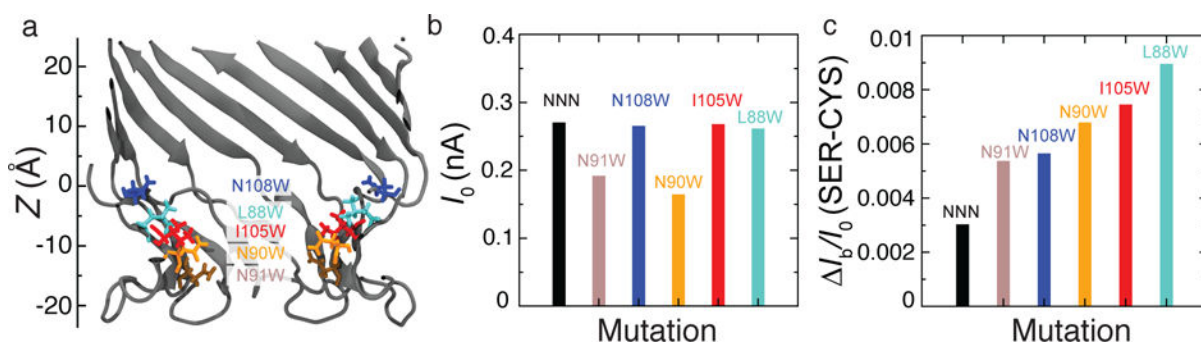 a
20
10
0
-10
-20
Z (Å)
N108W
L88W
I105W
N90W
N91W
b
0.4
0.3
0.2
0.1
0
I0 (nA)
NNN
N91W
N108W
N90W
I105W
L88W
Mutation
c
0.01
0.008
0.006
0.004
0.002
0
ΔIb/I0 (SER-CYS)
NNN
N91W
N108W
N90W
I105W
L88W
Mutation